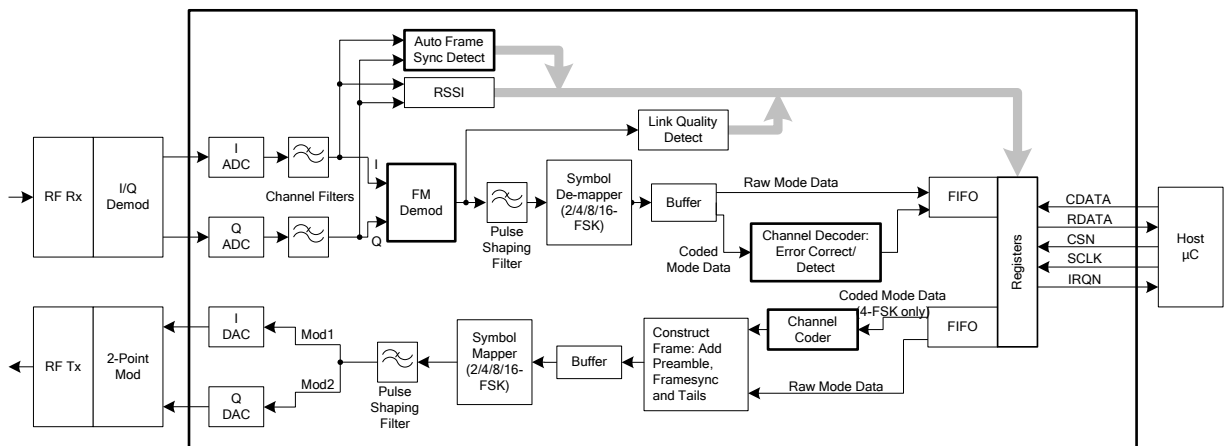 Auto Frame
Sync Detect
RSSI
Link Quality
Detect
RF Rx
I/Q
Demod
I
ADC
Channel Filters
Q
ADC
I
Q
FM
Demod
Pulse
Shaping
Filter
Symbol
De-mapper
(2/4/8/16-
FSK)
Buffer
Raw Mode Data
Coded
Mode Data
Channel Decoder:
Error Correct/
Detect
FIFO
Registers
CDATA
RDATA
CSN
SCLK
IRQN
Host
µC
RF Tx
2-Point
Mod
I
DAC
Q
DAC
Mod1
Mod2
Pulse
Shaping
Filter
Symbol
Mapper
(2/4/8/16-
FSK)
Buffer
Construct
Frame: Add
Preamble,
Framesync
and Tails
Channel
Coder
Coded Mode Data
(4-FSK only)
FIFO
Raw Mode Data